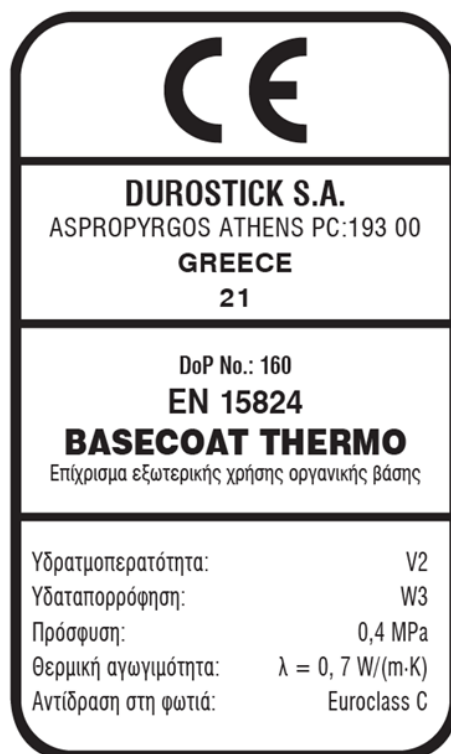 CE
DUROSTICK S.A.
ASPROPYRGOS ATHENS PC:193 00
GREECE
21
DoP No.: 160
EN 15824
BASECOAT THERMO
Επίχρισμα εξωτερικής χρήσης οργανικής βάσης
Υδρατμοπερατότητα: V2
Υδαταπορρόφηση: W3
Πρόσφυση: 0,4 MPa
Θερμική αγωγιμότητα: λ = 0, 7 W/(m·K)
Αντίδραση στη φωτιά: Euroclass C